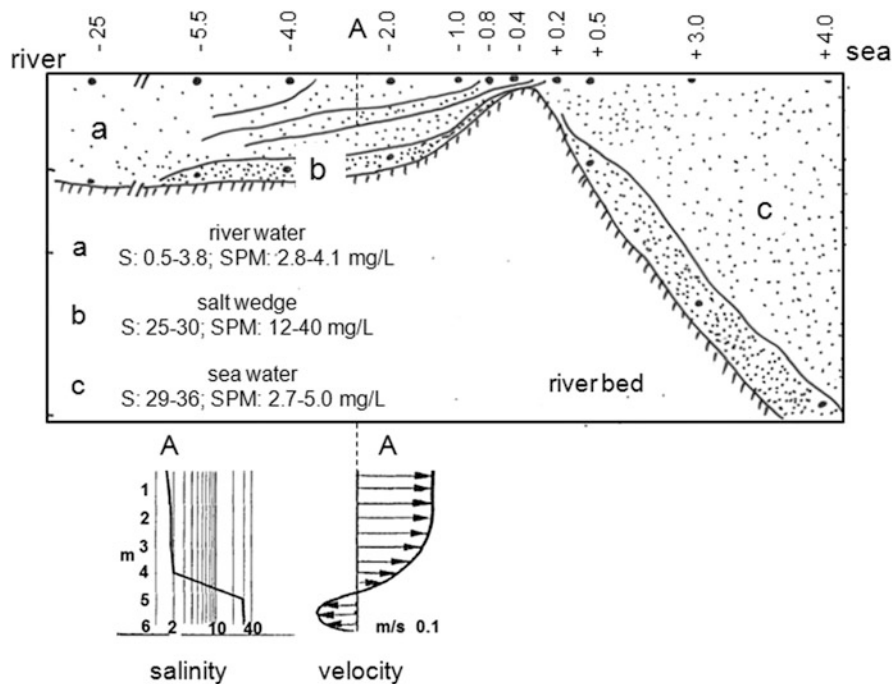 -25 -5.5 -4.0 A -2.0 -1.0 -0.8 -0.4 +0.2 +0.5 +3.0 +4.0
river sea
a
b
c
a river water
S: 0.5-3.8; SPM: 2.8-4.1 mg/L
b salt wedge
S: 25-30; SPM: 12-40 mg/L
c sea water
S: 29-36; SPM: 2.7-5.0 mg/L
river bed
A A
1
2
3
m
4
5
6 2 10 40
m/s 0.1
salinity velocity